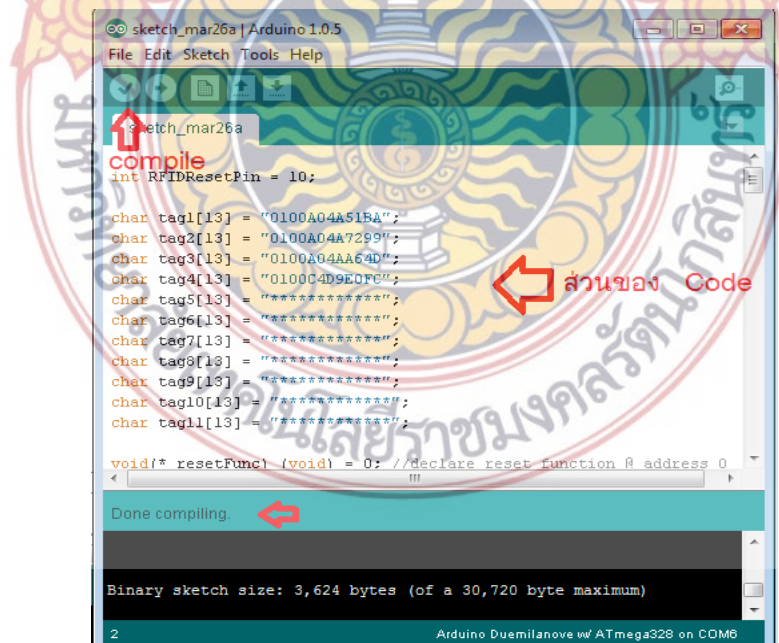 sketch_mar26a | Arduino 1.0.5
File Edit Sketch Tools Help
sketch_mar26a
compile
int RFIDResetPin = 10;
char tag1[13] = "0100A04A51BA";
char tag2[13] = "0100A04A7299";
char tag3[13] = "0100A04AA64D";
char tag4[13] = "0100C4D9E0FC";
ส่วนของ Code
char tag5[13] = "************";
char tag6[13] = "************";
char tag7[13] = "************";
char tag8[13] = "************";
char tag9[13] = "************";
char tag10[13] = "************";
char tag11[13] = "************";
void(* resetFunc) (void) = 0; //declare reset function @ address 0
Done compiling.
Binary sketch size: 3,624 bytes (of a 30,720 byte maximum)
2
Arduino Duemilanove w/ ATmega328 on COM6